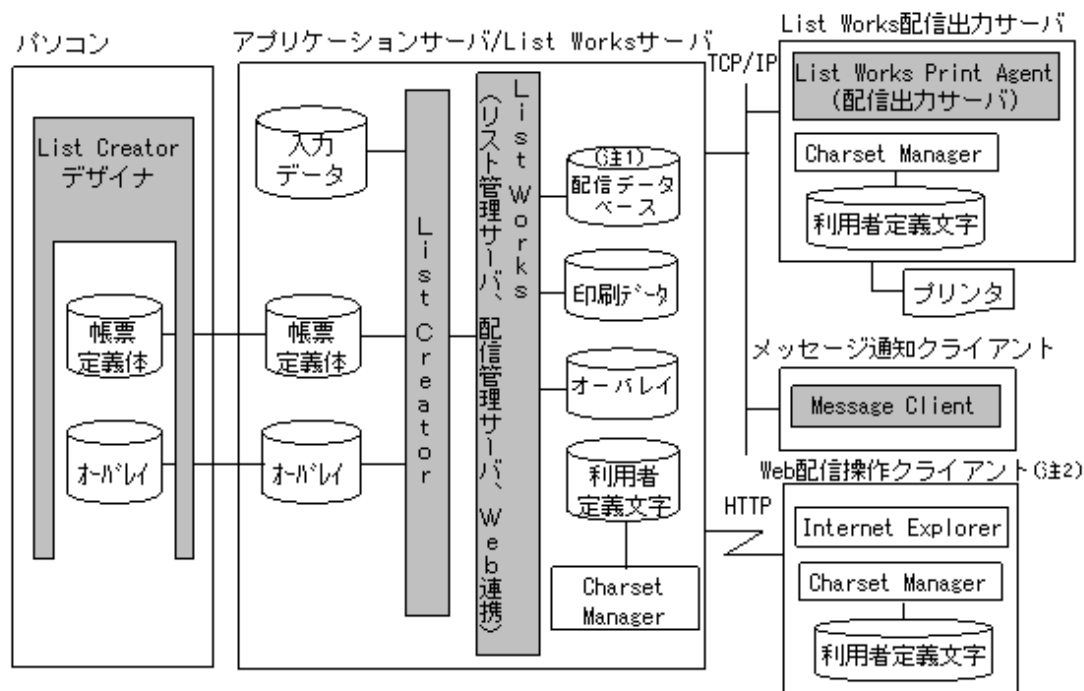 パソコン
List Creator
デザイナ
帳票
定義体
オーバレイ
アプリケーションサーバ/List Worksサーバ
入力
データ
帳票
定義体
オーバレイ
List Creator
List Works
(リスト管理サーバ、配信管理サーバ、Web連携)
(注1)
配信データ
ベース
印刷データ
オーバレイ
利用者
定義文字
Charset
Manager
TCP/IP
HTTP
List Works配信出力サーバ
List Works Print Agent
(配信出力サーバ)
Charset Manager
利用者定義文字
プリンタ
メッセージ通知クライアント
Message Client
Web配信操作クライアント(注2)
Internet Explorer
Charset Manager
利用者定義文字